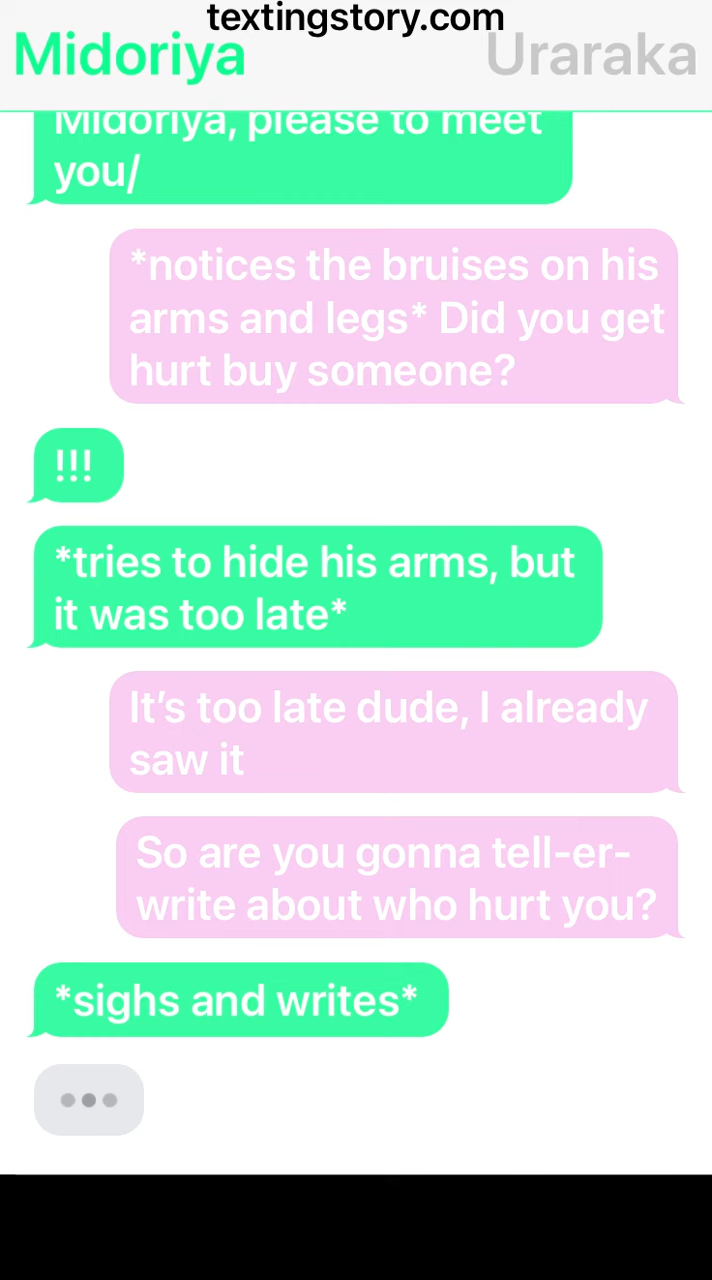 textingstory.com
Midoriya
Uraraka
Midoriya, please to meet
you/
*notices the bruises on his
arms and legs* Did you get
hurt buy someone?
!!!
*tries to hide his arms, but
it was too late*
It's too late dude, I already
saw it
So are you gonna tell-er-
write about who hurt you?
*sighs and writes*